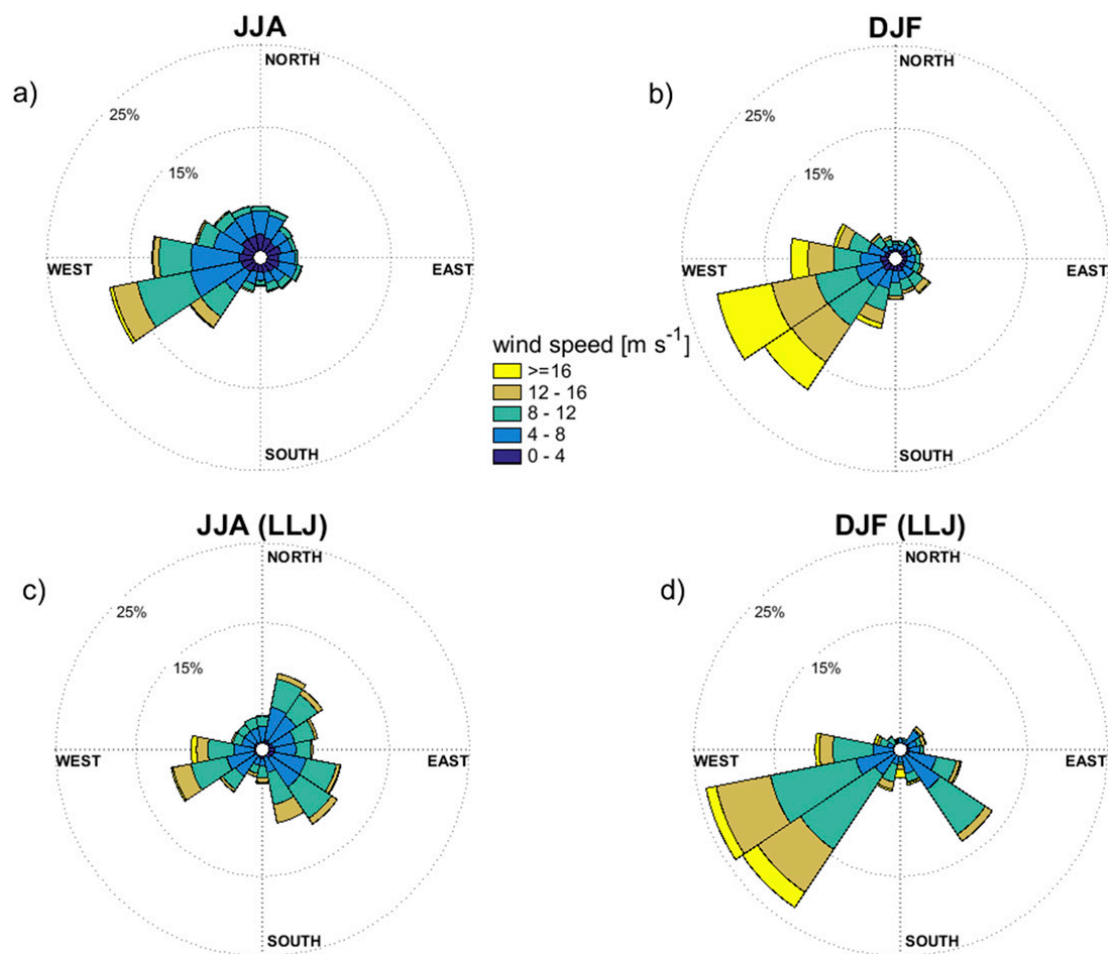 JJA
DJF
a)
NORTH
25%
15%
WEST
EAST
SOUTH
b)
NORTH
25%
15%
WEST
EAST
SOUTH
wind speed [m s⁻¹]
>=16
12 - 16
8 - 12
4 - 8
0 - 4
JJA (LLJ)
DJF (LLJ)
c)
NORTH
25%
15%
WEST
EAST
SOUTH
d)
NORTH
25%
15%
WEST
EAST
SOUTH